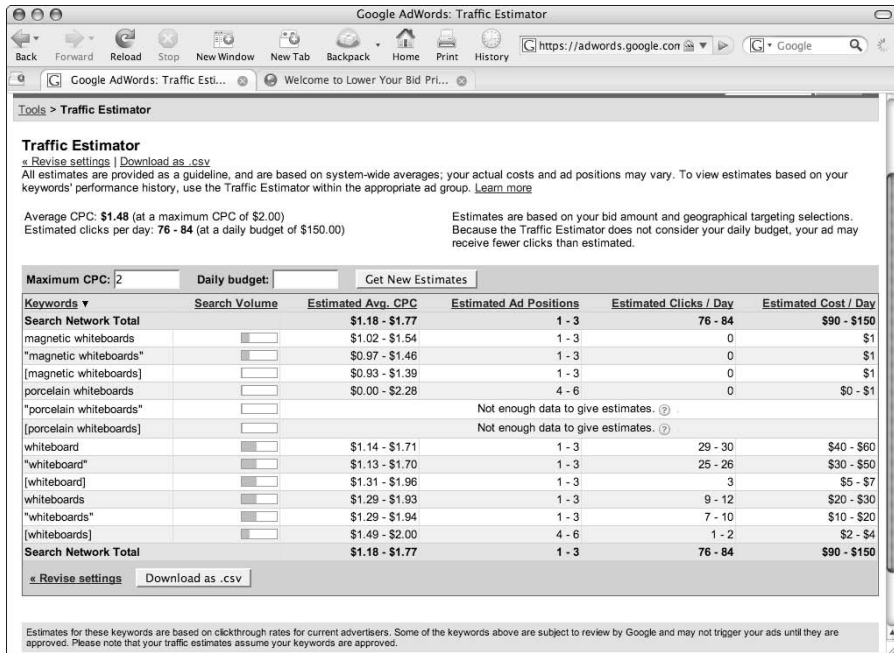 Google AdWords: Traffic Estimator
Back Forward Reload Stop New Window New Tab Backpack Home Print History https://adwords.google.com Google
Google AdWords: Traffic Esti... Welcome to Lower Your Bid Pri...
Tools > Traffic Estimator
Traffic Estimator
« Revise settings | Download as .csv
All estimates are provided as a guideline, and are based on system-wide averages; your actual costs and ad positions may vary. To view estimates based on your
keywords' performance history, use the Traffic Estimator within the appropriate ad group. Learn more
Average CPC: $1.48 (at a maximum CPC of $2.00)
Estimated clicks per day: 76 - 84 (at a daily budget of $150.00)
Estimates are based on your bid amount and geographical targeting selections.
Because the Traffic Estimator does not consider your daily budget, your ad may
receive fewer clicks than estimated.
Maximum CPC: 2 Daily budget: Get New Estimates
Keywords ▼ Search Volume Estimated Avg. CPC Estimated Ad Positions Estimated Clicks / Day Estimated Cost / Day
Search Network Total $1.18 - $1.77 1 - 3 76 - 84 $90 - $150
magnetic whiteboards $1.02 - $1.54 1 - 3 0 $1
"magnetic whiteboards" $0.97 - $1.46 1 - 3 0 $1
[magnetic whiteboards] $0.93 - $1.39 1 - 3 0 $1
porcelain whiteboards $0.00 - $2.28 4 - 6 0 $0 - $1
"porcelain whiteboards" Not enough data to give estimates. ?
[porcelain whiteboards] Not enough data to give estimates. ?
whiteboard $1.14 - $1.71 1 - 3 29 - 30 $40 - $60
"whiteboard" $1.13 - $1.70 1 - 3 25 - 26 $30 - $50
[whiteboard] $1.31 - $1.96 1 - 3 3 $5 - $7
whiteboards $1.29 - $1.93 1 - 3 9 - 12 $20 - $30
"whiteboards" $1.29 - $1.94 1 - 3 7 - 10 $10 - $20
[whiteboards] $1.49 - $2.00 4 - 6 1 - 2 $2 - $4
Search Network Total $1.18 - $1.77 1 - 3 76 - 84 $90 - $150
« Revise settings Download as .csv
Estimates for these keywords are based on clickthrough rates for current advertisers. Some of the keywords above are subject to review by Google and may not trigger your ads until they are
approved. Please note that your traffic estimates assume your keywords are approved.